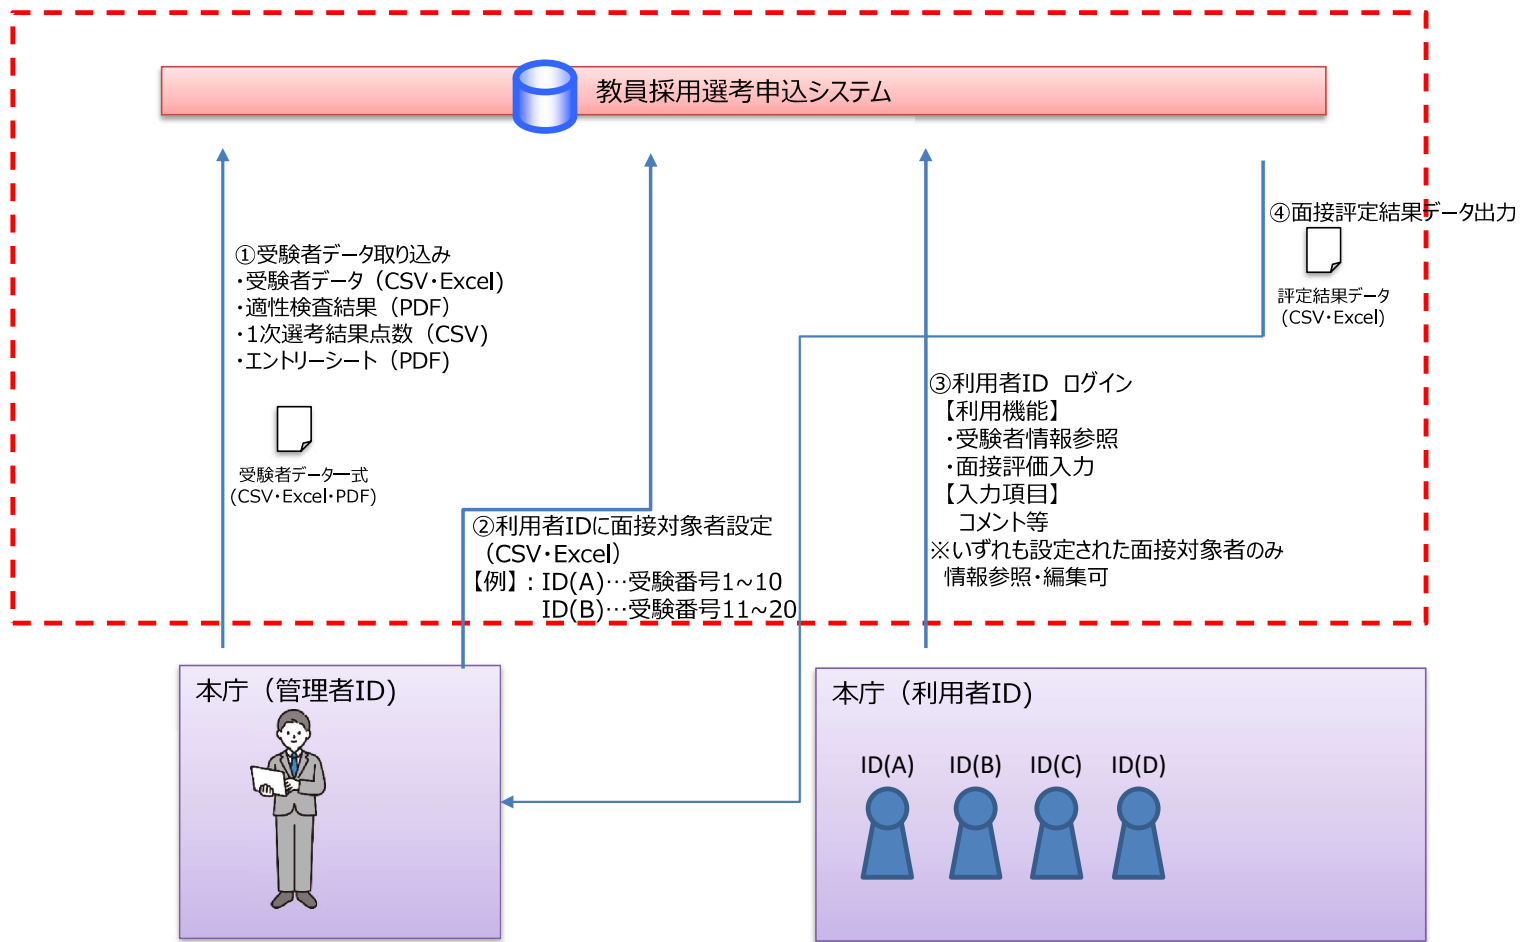 教員採用選考申込システム
④面接評定結果データ出力
評定結果データ
(CSV・Excel)
①受験者データ取り込み
・受験者データ（CSV・Excel)
・適性検査結果（PDF）
・1次選考結果点数（CSV)
・エントリーシート（PDF)
受験者データ一式
(CSV・Excel・PDF)
②利用者IDに面接対象者設定
（CSV・Excel）
【例】：ID(A)…受験番号1~10
ID(B)…受験番号11~20
③利用者ID ログイン
【利用機能】
・受験者情報参照
・面接評価入力
【入力項目】
コメント等
※いずれも設定された面接対象者のみ
情報参照・編集可
本庁（管理者ID)
本庁（利用者ID)
ID(A) ID(B) ID(C) ID(D)